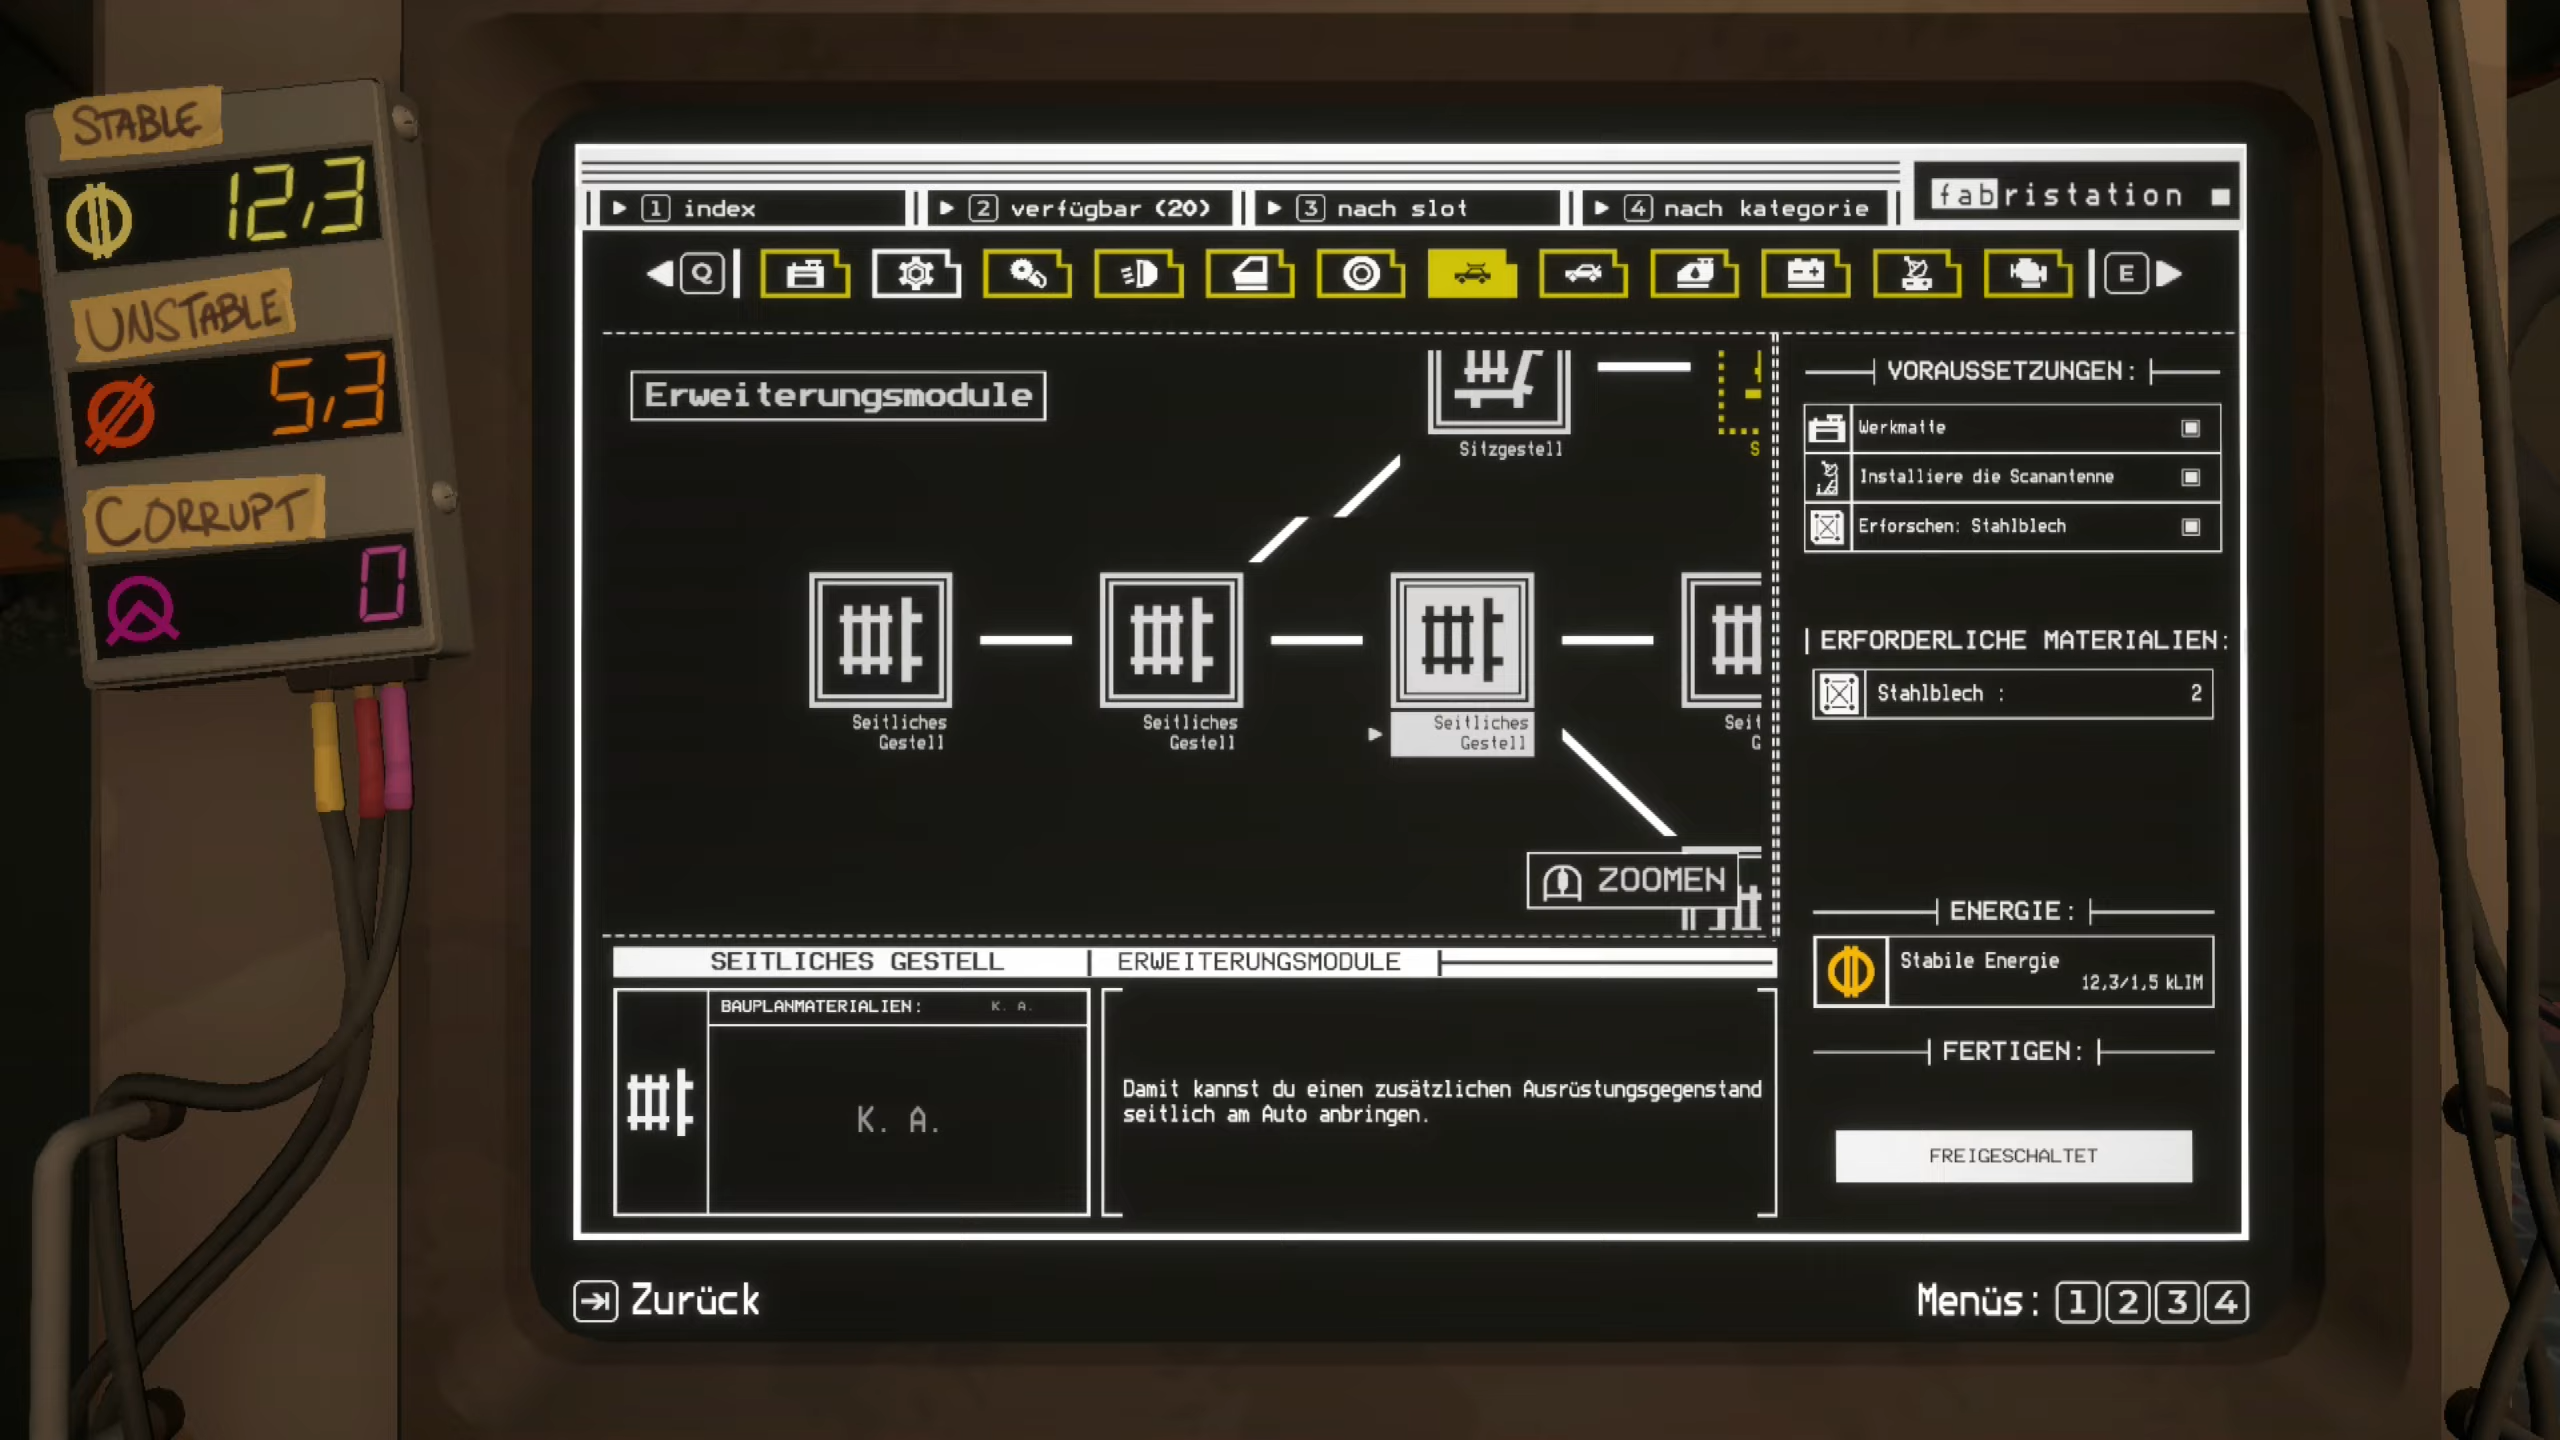 STABLE
12,3
UNSTABLE
5,3
CORRUPT
0
1 index
2 verfügbar (20)
3 nach slot
4 nach kategorie
fabristation
Q
E
Erweiterungsmodule
Sitzgestell
S
Seitliches
Gestell
Seitliches
Gestell
Seitliches
Gestell
Seit
G
ZOOMEN
VORAUSSETZUNGEN:
Werkmatte
Installiere die Scanantenne
Erforschen: Stahlblech
ERFORDERLICHE MATERIALIEN:
Stahlblech : 2
ENERGIE:
Stabile Energie
12,3/1,5 kLIM
FERTIGEN:
FREIGESCHALTET
SEITLICHES GESTELL
ERWEITERUNGSMODULE
BAUPLANMATERIALIEN: K. A.
K. A.
Damit kannst du einen zusätzlichen Ausrüstungsgegenstand
seitlich am Auto anbringen.
Zurück
Menüs: 1 2 3 4